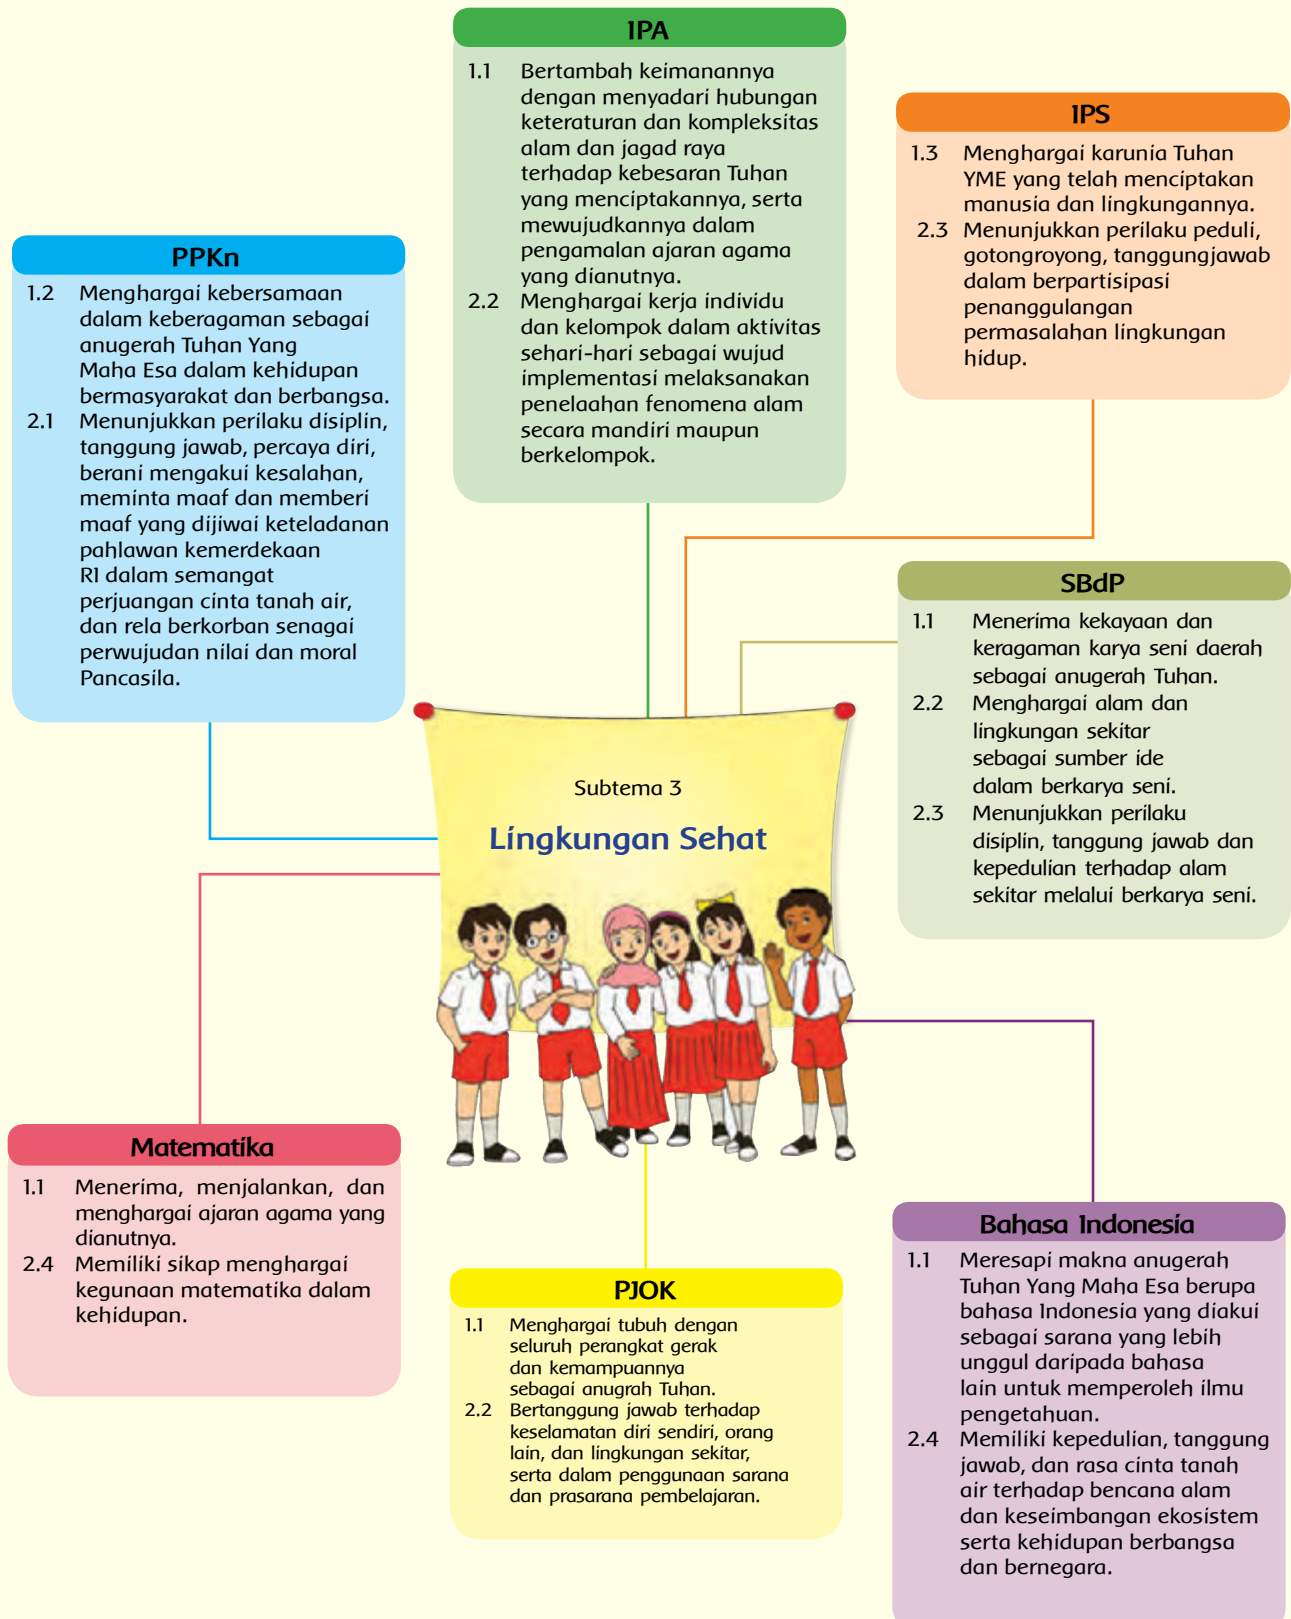 IPA
1.1 Bertambah keimanannya
dengan menyadari hubungan
keteraturan dan kompleksitas
alam dan jagad raya
terhadap kebesaran Tuhan
yang menciptakannya, serta
mewujudkannya dalam
pengamalan ajaran agama
yang dianutnya.
2.2 Menghargai kerja individu
dan kelompok dalam aktivitas
sehari-hari sebagai wujud
implementasi melaksanakan
penelaahan fenomena alam
secara mandiri maupun
berkelompok.
IPS
1.3 Menghargai karunia Tuhan
YME yang telah menciptakan
manusia dan lingkungannya.
2.3 Menunjukkan perilaku peduli,
gotongroyong, tanggungjawab
dalam berpartisipasi
penanggulangan
permasalahan lingkungan
hidup.
PPKn
1.2 Menghargai kebersamaan
dalam keberagaman sebagai
anugerah Tuhan Yang
Maha Esa dalam kehidupan
bermasyarakat dan berbangsa.
2.1 Menunjukkan perilaku disiplin,
tanggung jawab, percaya diri,
berani mengakui kesalahan,
meminta maaf dan memberi
maaf yang dijiwai keteladanan
pahlawan kemerdekaan
RI dalam semangat
perjuangan cinta tanah air,
dan rela berkorban senagai
perwujudan nilai dan moral
Pancasila.
SBdP
1.1 Menerima kekayaan dan
keragaman karya seni daerah
sebagai anugerah Tuhan.
2.2 Menghargai alam dan
lingkungan sekitar
sebagai sumber ide
dalam berkarya seni.
2.3 Menunjukkan perilaku
disiplin, tanggung jawab dan
kepedulian terhadap alam
sekitar melalui berkarya seni.
Subtema 3
Lingkungan Sehat
Matematika
1.1 Menerima, menjalankan, dan
menghargai ajaran agama yang
dianutnya.
2.4 Memiliki sikap menghargai
kegunaan matematika dalam
kehidupan.
PJOK
1.1 Menghargai tubuh dengan
seluruh perangkat gerak
dan kemampuannya
sebagai anugrah Tuhan.
2.2 Bertanggung jawab terhadap
keselamatan diri sendiri, orang
lain, dan lingkungan sekitar,
serta dalam penggunaan sarana
dan prasarana pembelajaran.
Bahasa Indonesia
1.1 Meresapi makna anugerah
Tuhan Yang Maha Esa berupa
bahasa Indonesia yang diakui
sebagai sarana yang lebih
unggul daripada bahasa
lain untuk memperoleh ilmu
pengetahuan.
2.4 Memiliki kepedulian, tanggung
jawab, dan rasa cinta tanah
air terhadap bencana alam
dan keseimbangan ekosistem
serta kehidupan berbangsa
dan bernegara.